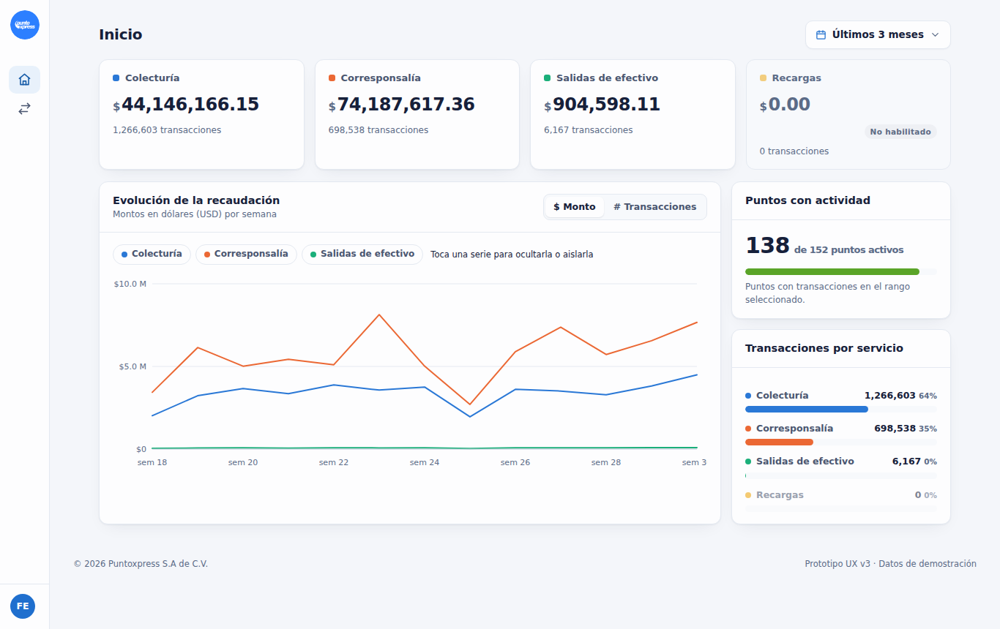 punto
xpress
Inicio
Últimos 3 meses
Colecturía
$44,146,166.15
1,266,603 transacciones
Corresponsalía
$74,187,617.36
698,538 transacciones
Salidas de efectivo
$904,598.11
6,167 transacciones
Recargas
$0.00
No habilitado
0 transacciones
Evolución de la recaudación
Montos en dólares (USD) por semana
$ Monto
# Transacciones
Colecturía
Corresponsalía
Salidas de efectivo
Toca una serie para ocultarla o aislarla
$10.0 M
$5.0 M
$0
sem 18
sem 20
sem 22
sem 24
sem 26
sem 28
sem 3
Puntos con actividad
138 de 152 puntos activos
Puntos con transacciones en el rango
seleccionado.
Transacciones por servicio
Colecturía 1,266,603 64%
Corresponsalía 698,538 35%
Salidas de efectivo 6,167 0%
Recargas 0 0%
© 2026 Puntoxpress S.A de C.V.
Prototipo UX v3 · Datos de demostración
FE